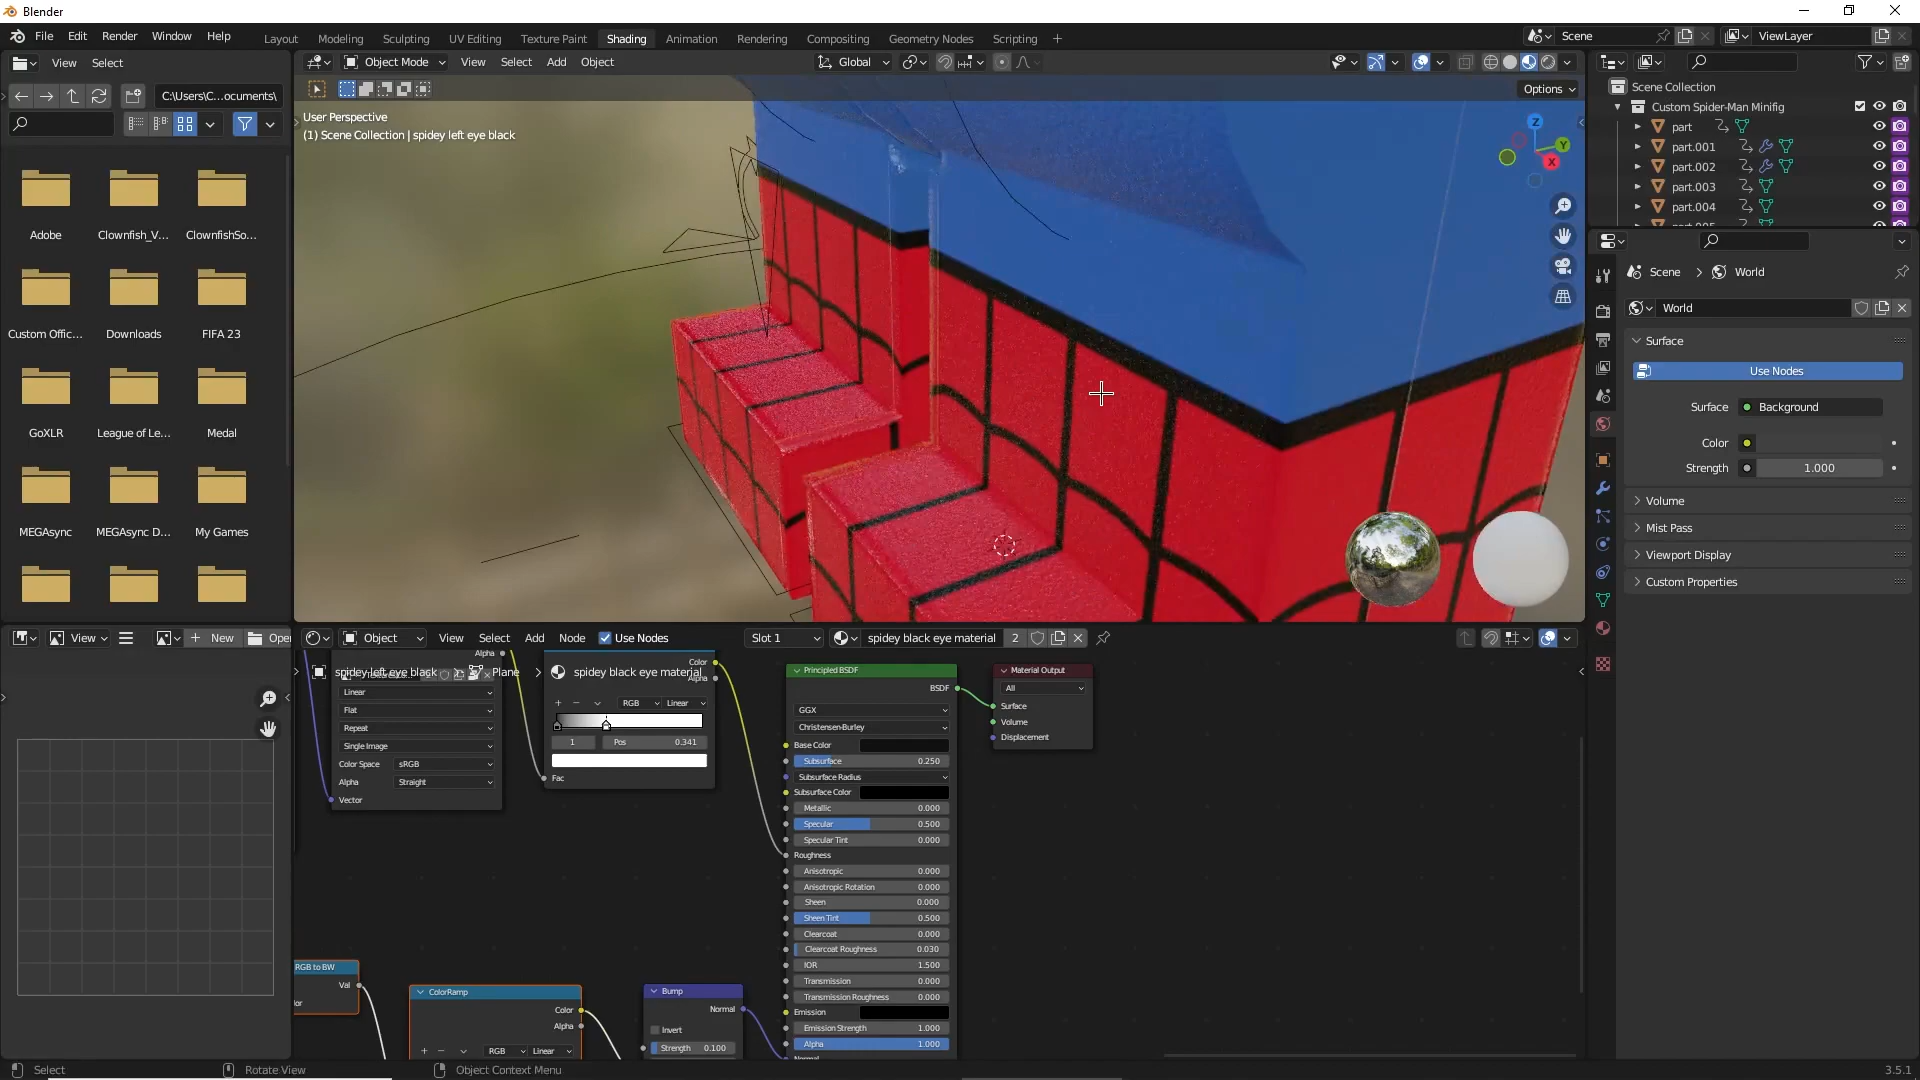 Blender
File Edit Render Window Help
Layout Modeling Sculpting UV Editing Texture Paint Shading Animation Rendering Compositing Geometry Nodes Scripting +
Scene
ViewLayer
View Select
Object Mode View Select Add Object
Global
C:\Users\C...ocuments\
Options
User Perspective
(1) Scene Collection | spidey left eye black
Z
Y
X
Adobe
Clownfish_V...
ClownfishSo...
Custom Offic...
Downloads
FIFA 23
GoXLR
League of Le...
Medal
MEGAsync
MEGAsync D...
My Games
Scene Collection
Custom Spider-Man Minifig
part
part.001
part.002
part.003
part.004
Scene > World
World
Surface
Use Nodes
Surface Background
Color
Strength 1.000
Volume
Mist Pass
Viewport Display
Custom Properties
View
New
Open
Object View Select Add Node Use Nodes
Slot 1
spidey black eye material 2
spidey left eye black > Plane > spidey black eye material
Alpha
Linear
Flat
Repeat
Single Image
Color Space sRGB
Alpha Straight
Vector
Color
Alpha
RGB Linear
1 Pos 0.341
Fac
Principled BSDF
BSDF
GGX
Christensen-Burley
Base Color
Subsurface 0.250
Subsurface Radius
Subsurface Color
Metallic 0.000
Specular 0.500
Specular Tint 0.000
Roughness
Anisotropic 0.000
Anisotropic Rotation 0.000
Sheen 0.000
Sheen Tint 0.500
Clearcoat 0.000
Clearcoat Roughness 0.030
IOR 1.500
Transmission 0.000
Transmission Roughness 0.000
Emission
Emission Strength 1.000
Alpha 1.000
Normal
Material Output
All
Surface
Volume
Displacement
RGB to BW
Val
ColorRamp
Color
Alpha
RGB Linear
Bump
Normal
Invert
Strength 0.100
Select
Rotate View
Object Context Menu
3.5.1